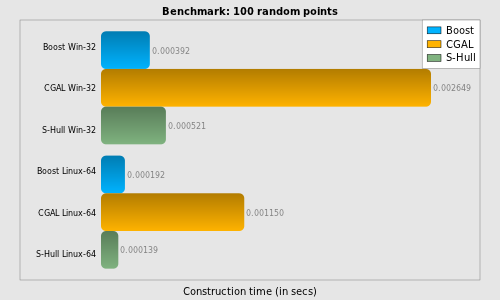 Benchmark: 100 random points
Boost
CGAL
S-Hull
Boost Win-32 0.000392
CGAL Win-32 0.002649
S-Hull Win-32 0.000521
Boost Linux-64 0.000192
CGAL Linux-64 0.001150
S-Hull Linux-64 0.000139
Construction time (in secs)